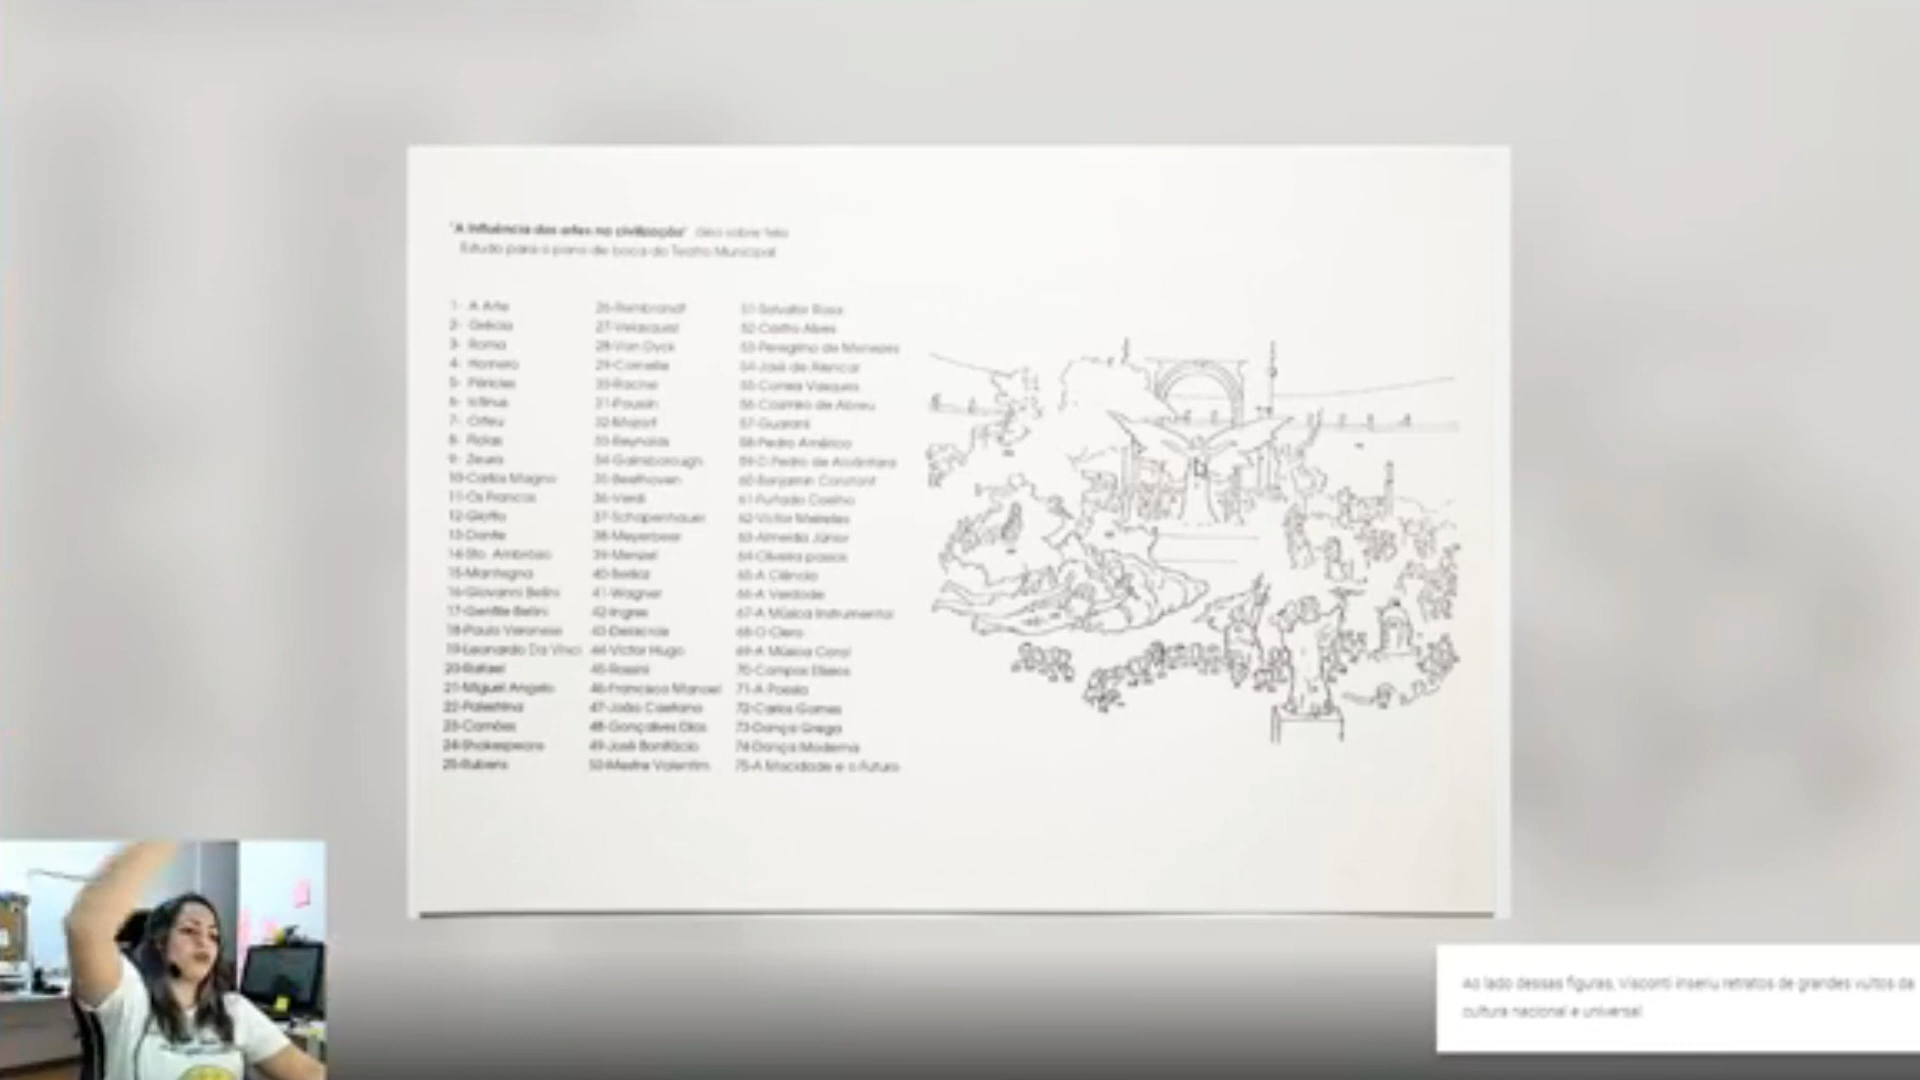 "A Influência das artes na civilização" óleo sobre tela
Estudo para o pano de boca do Teatro Municipal
1- A Arte
2- Grécia
3- Roma
4- Homero
5- Péricles
6- Ictinus
7- Orfeu
8- Fídias
9- Zeuxis
10-Carlos Magno
11-Os Francos
12-Giotto
13-Dante
14-Sto. Ambrósio
15-Mantegna
16-Giovanni Belini
17-Gentile Belini
18-Paulo Veronese
19-Leonardo Da Vinci
20-Rafael
21-Miguel Angelo
22-Palestrina
23-Camões
24-Shakespeare
25-Rubens
26-Rembrandt
27-Velasquez
28-Van Dyck
29-Corneille
30-Racine
31-Poussin
32-Mozart
33-Reynolds
34-Gainsborough
35-Beethoven
36-Verdi
37-Schopenhauer
38-Meyerbeer
39-Menzel
40-Berlioz
41-Wagner
42-Ingres
43-Delacroix
44-Victor Hugo
45-Rossini
46-Francisco Manoel
47-João Caetano
48-Gonçalves Dias
49-José Bonifácio
50-Mestre Valentim
51-Salvator Rosa
52-Castro Alves
53-Peregrino de Menezes
54-José de Alencar
55-Correa Vasques
56-Casimiro de Abreu
57-Guarani
58-Pedro Américo
59-D.Pedro de Alcântara
60-Benjamin Constant
61-Furtado Coelho
62-Victor Meirelles
63-Almeida Júnior
64-Oliveira passos
65-A Ciência
66-A Verdade
67-A Música Instrumental
68-O Clero
69-A Música Coral
70-Campos Elíseos
71-A Poesia
72-Carlos Gomes
73-Dança Grega
74-Dança Moderna
75-A Mocidade e o Futuro
Ao lado dessas figuras, Visconti inseriu retratos de grandes vultos da
cultura nacional e universal.